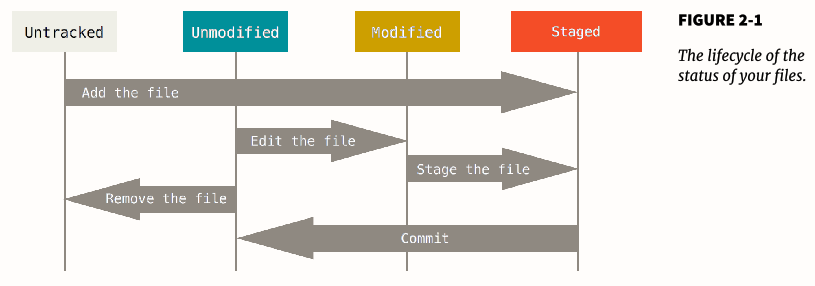 Untracked
Unmodified
Modified
Staged
Add the file
Edit the file
Stage the file
Remove the file
Commit
FIGURE 2-1
The lifecycle of the
status of your files.